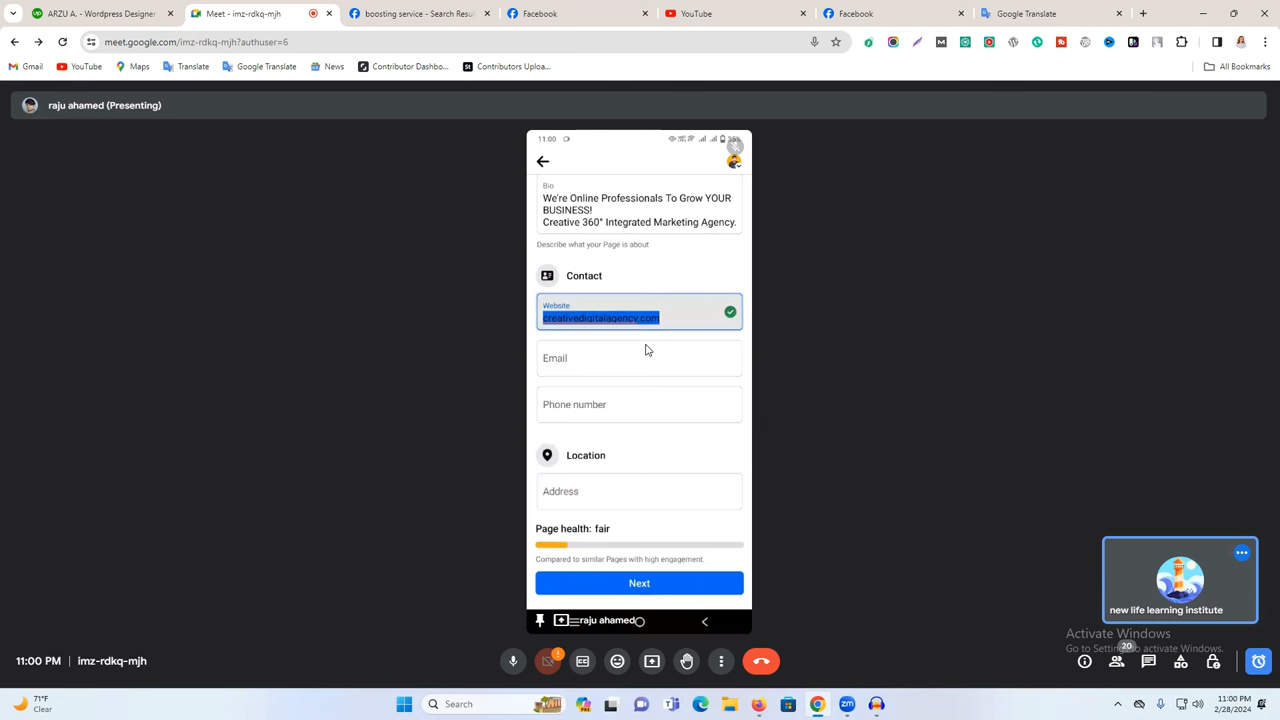 ARZU A. - Wordpress Designer
Meet - imz-rdkq-mjh
boosting service - Search Resul
Facebook
YouTube
Facebook
Google Translate
meet.google.com/imz-rdkq-mjh?authuser=6
Gmail
YouTube
Maps
Translate
Google Translate
News
Contributor Dashbo...
Contributors Uploa...
All Bookmarks
raju ahamed (Presenting)
11:00
35%
Bio
We're Online Professionals To Grow YOUR
BUSINESS!
Creative 360° Integrated Marketing Agency.
Describe what your Page is about
Contact
Website
creativedigitalagency.com
Email
Phone number
Location
Address
Page health: fair
Compared to similar Pages with high engagement.
Next
raju ahamed
new life learning institute
Activate Windows
Go to Settings to activate Windows.
20
11:00 PM | imz-rdkq-mjh
71°F
Clear
Search
11:00 PM
2/28/2024